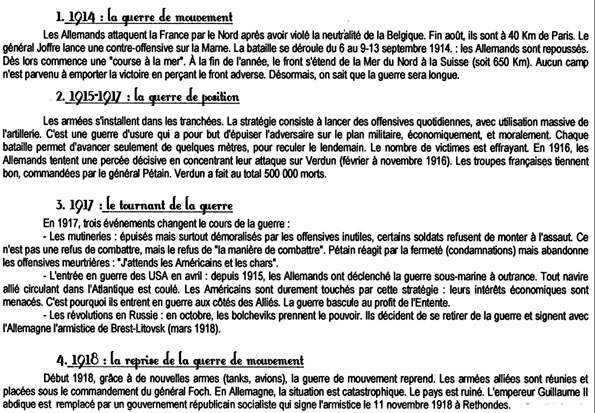 1. 1914 : la guerre de mouvement
Les Allemands attaquent la France par le Nord après avoir violé la neutralité de la Belgique. Fin août, ils sont à 40 Km de Paris. Le
général Joffre lance une contre-offensive sur la Marne. La bataille se déroule du 6 au 9-13 septembre 1914. : les Allemands sont repoussés.
Dès lors commence une "course à la mer". À la fin de l'année, le front s'étend de la Mer du Nord à la Suisse (soit 650 Km). Aucun camp
n'est parvenu à emporter la victoire en perçant le front adverse. Désormais, on sait que la guerre sera longue.
2. 1915-1917 : la guerre de position
Les armées s'installent dans les tranchées. La stratégie consiste à lancer des offensives quotidiennes, avec utilisation massive de
l'artillerie. C'est une guerre d'usure qui a pour but d'épuiser l'adversaire sur le plan militaire, économiquement, et moralement. Chaque
bataille permet d'avancer seulement de quelques mètres, pour reculer le lendemain. Le nombre de victimes est effrayant. En 1916, les
Allemands tentent une percée décisive en concentrant leur attaque sur Verdun (février à novembre 1916). Les troupes françaises tiennent
bon, commandées par le général Pétain. Verdun a fait au total 500 000 morts.
3. 1917 : le tournant de la guerre
En 1917, trois événements changent le cours de la guerre :
- Les mutineries : épuisés mais surtout démoralisés par les offensives inutiles, certains soldats refusent de monter à l'assaut. Ce
n'est pas une refus de combattre, mais le refus de "la manière de combattre". Pétain réagit par la fermeté (condamnations) mais abandonne
les offensives meurtrières : "J'attends les Américains et les chars".
- L'entrée en guerre des USA en avril : depuis 1915, les Allemands ont déclenché la guerre sous-marine à outrance. Tout navire
allié circulant dans l'Atlantique est coulé. Les Américains sont durement touchés par cette stratégie : leurs intérêts économiques sont
menacés. C'est pourquoi ils entrent en guerre aux côtés des Alliés. La guerre bascule au profit de l'Entente.
- Les révolutions en Russie : en octobre, les bolcheviks prennent le pouvoir. Ils décident de se retirer de la guerre et signent avec
l'Allemagne l'armistice de Brest-Litovsk (mars 1918).
4. 1918 : la reprise de la guerre de mouvement
Début 1918, grâce à de nouvelles armes (tanks, avions), la guerre de mouvement reprend. Les armées alliées sont réunies et
placées sous le commandement du général Foch. En Allemagne, la situation est catastrophique. Le pays est ruiné. L'empereur Guillaume II
abdique est remplacé par un gouvernement républicain socialiste qui signe l'armistice le 11 novembre 1918 à Rethondes.